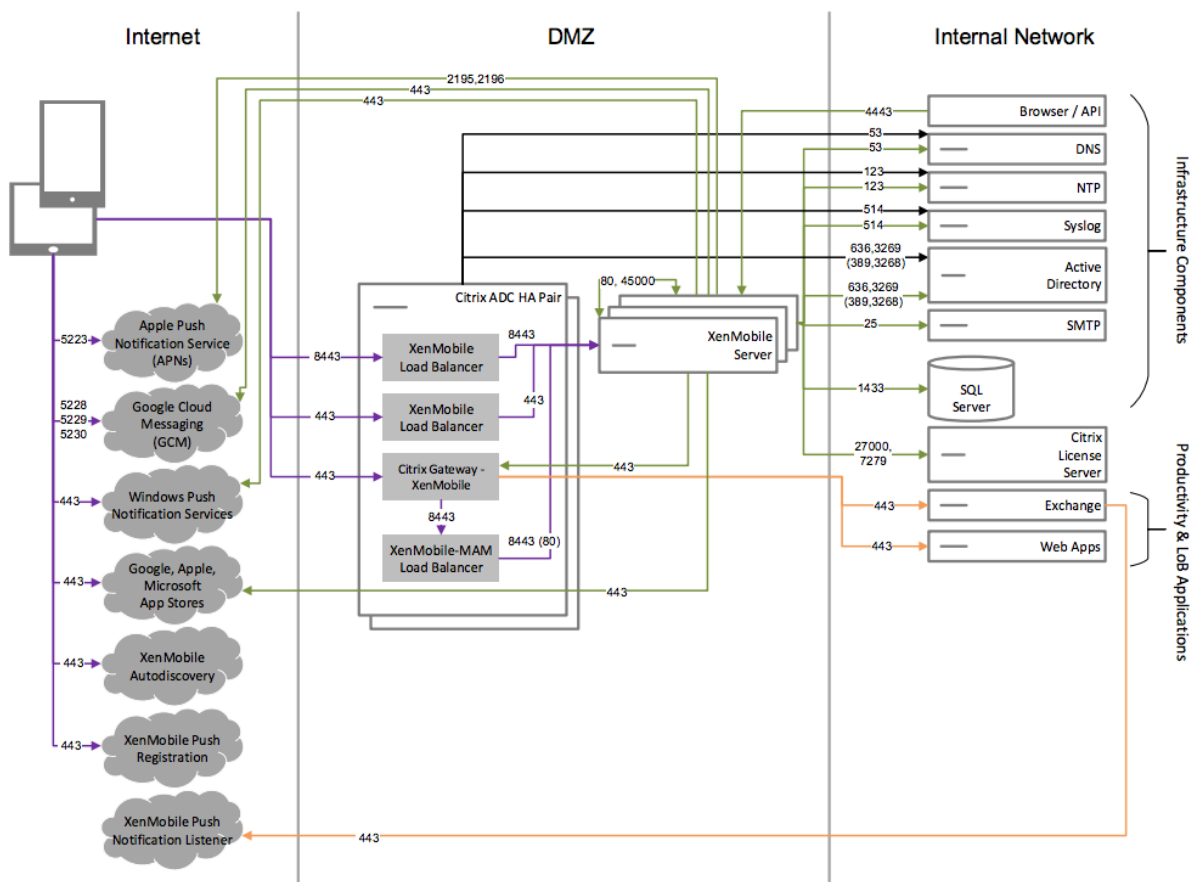 Internet
DMZ
Internal Network
2195,2196
443
443
4443
Browser / API
53
53
DNS
123
123
NTP
514
514
Syslog
636,3269
(389,3268)
636,3269
(389,3268)
Active
Directory
25
SMTP
1433
SQL
Server
27000,
7279
Citrix
License
Server
443
Exchange
443
Web Apps
Infrastructure Components
Productivity & LoB Applications
80, 45000
XenMobile
Server
Citrix ADC HA Pair
8443
XenMobile
Load Balancer
8443
443
XenMobile
Load Balancer
443
443
Citrix Gateway -
XenMobile
443
8443
XenMobile-MAM
Load Balancer
8443 (80)
443
5223
Apple Push
Notification Service
(APNs)
5228
5229
5230
Google Cloud
Messaging
(GCM)
443
Windows Push
Notification Services
443
Google, Apple,
Microsoft
App Stores
443
XenMobile
Autodiscovery
443
XenMobile Push
Registration
XenMobile Push
Notification Listener
443